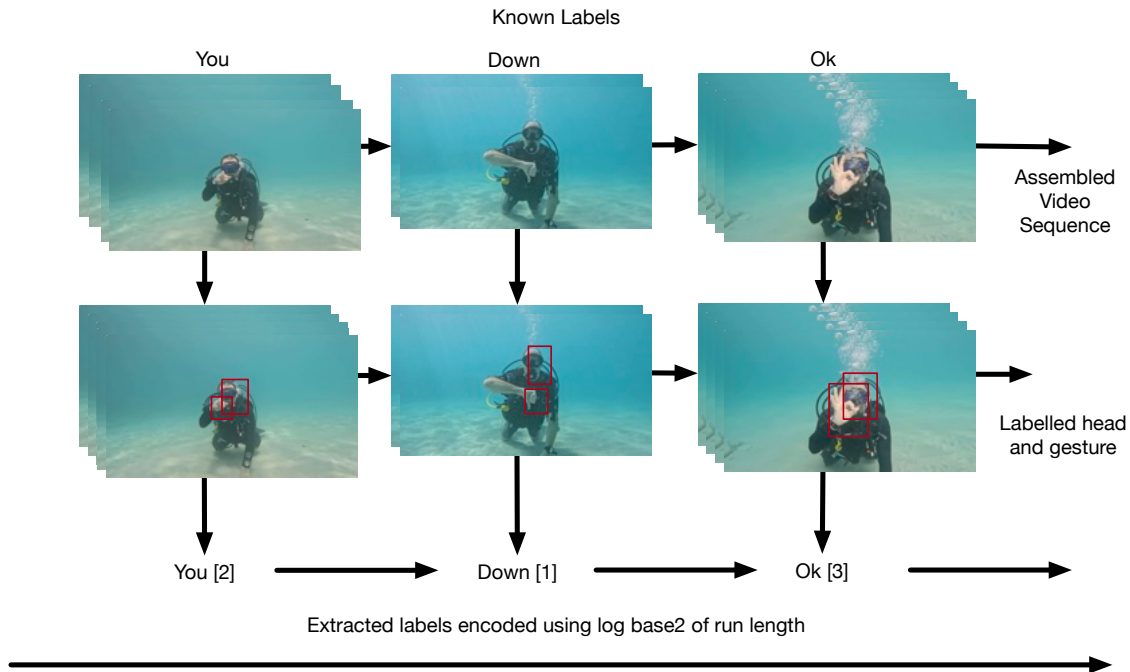 Known Labels
You
Down
Ok
Assembled
Video
Sequence
Labelled head
and gesture
You [2]
Down [1]
Ok [3]
Extracted labels encoded using log base2 of run length